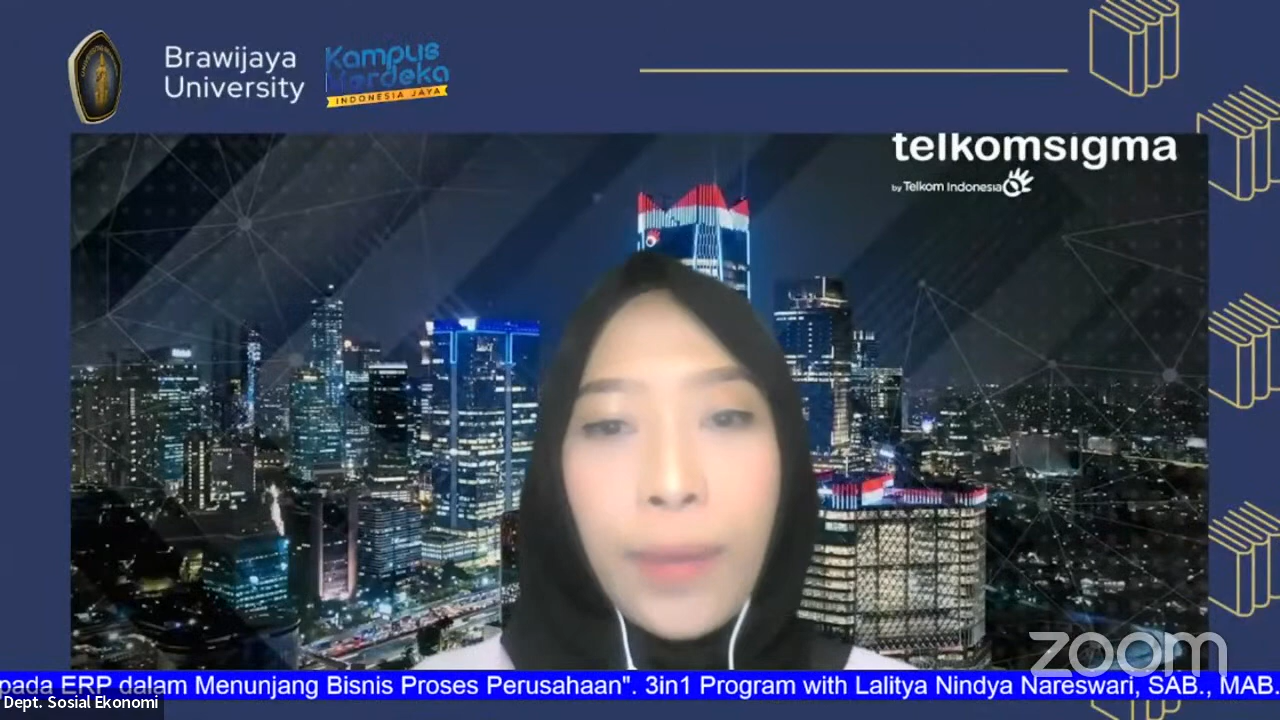 Brawijaya
University
Kampus
Merdeka
INDONESIA JAYA
telkomsigma
by Telkom Indonesia
zoom
pada ERP dalam Menunjang Bisnis Proses Perusahaan". 3in1 Program with Lalitya Nindya Nareswari, SAB., MAB.
Dept. Sosial Ekonomi